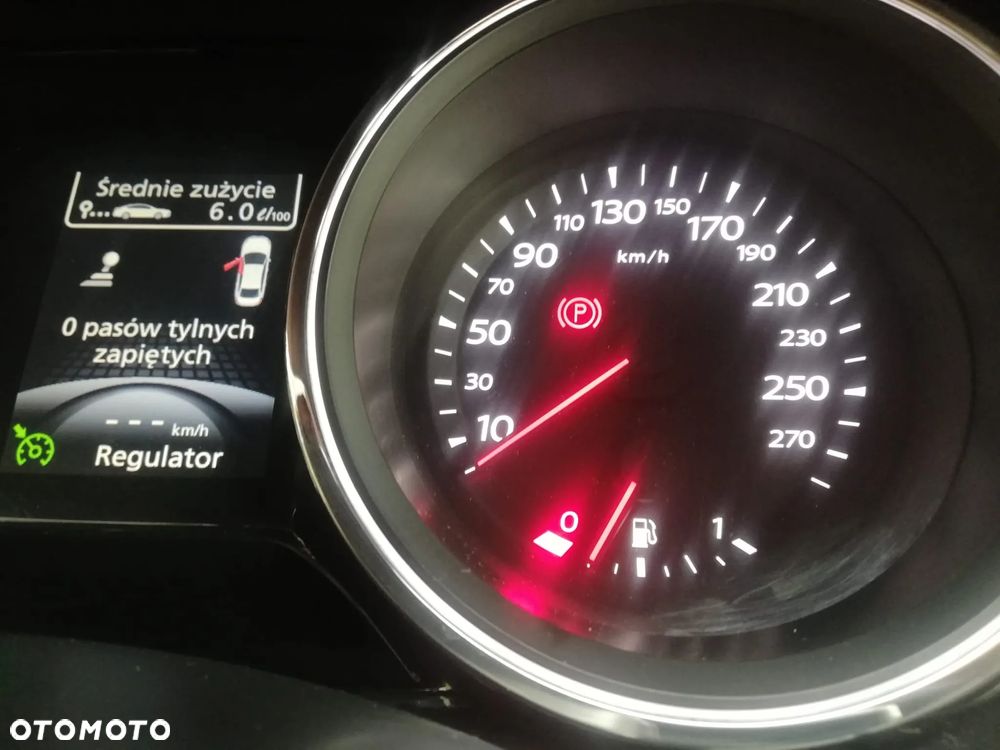 Średnie zużycie
6.0 ℓ/100
0 pasów tylnych
zapiętych
--- km/h
Regulator
10
30
50
70
90
110
130
150
170
190
210
230
250
270
km/h
(P)
0
1
OTOMOTO